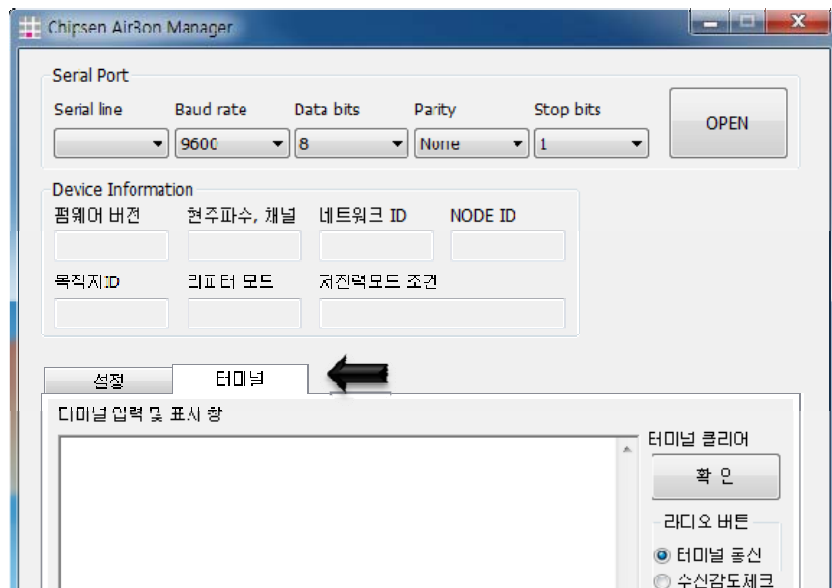 Chipsen AirBon Manager
Seral Port
Serial line Baud rate Data bits Parity Stop bits
9600 8 None 1 OPEN
Device Information
펌웨어 버전 현주파수, 채널 네트워크 ID NODE ID
목적지ID 리피터 모드 저전력모드 조건
설정 터미널
터미널 입력 및 표시 창
터미널 클리어
확 인
라디오 버튼
터미널 통신
수신감도체크